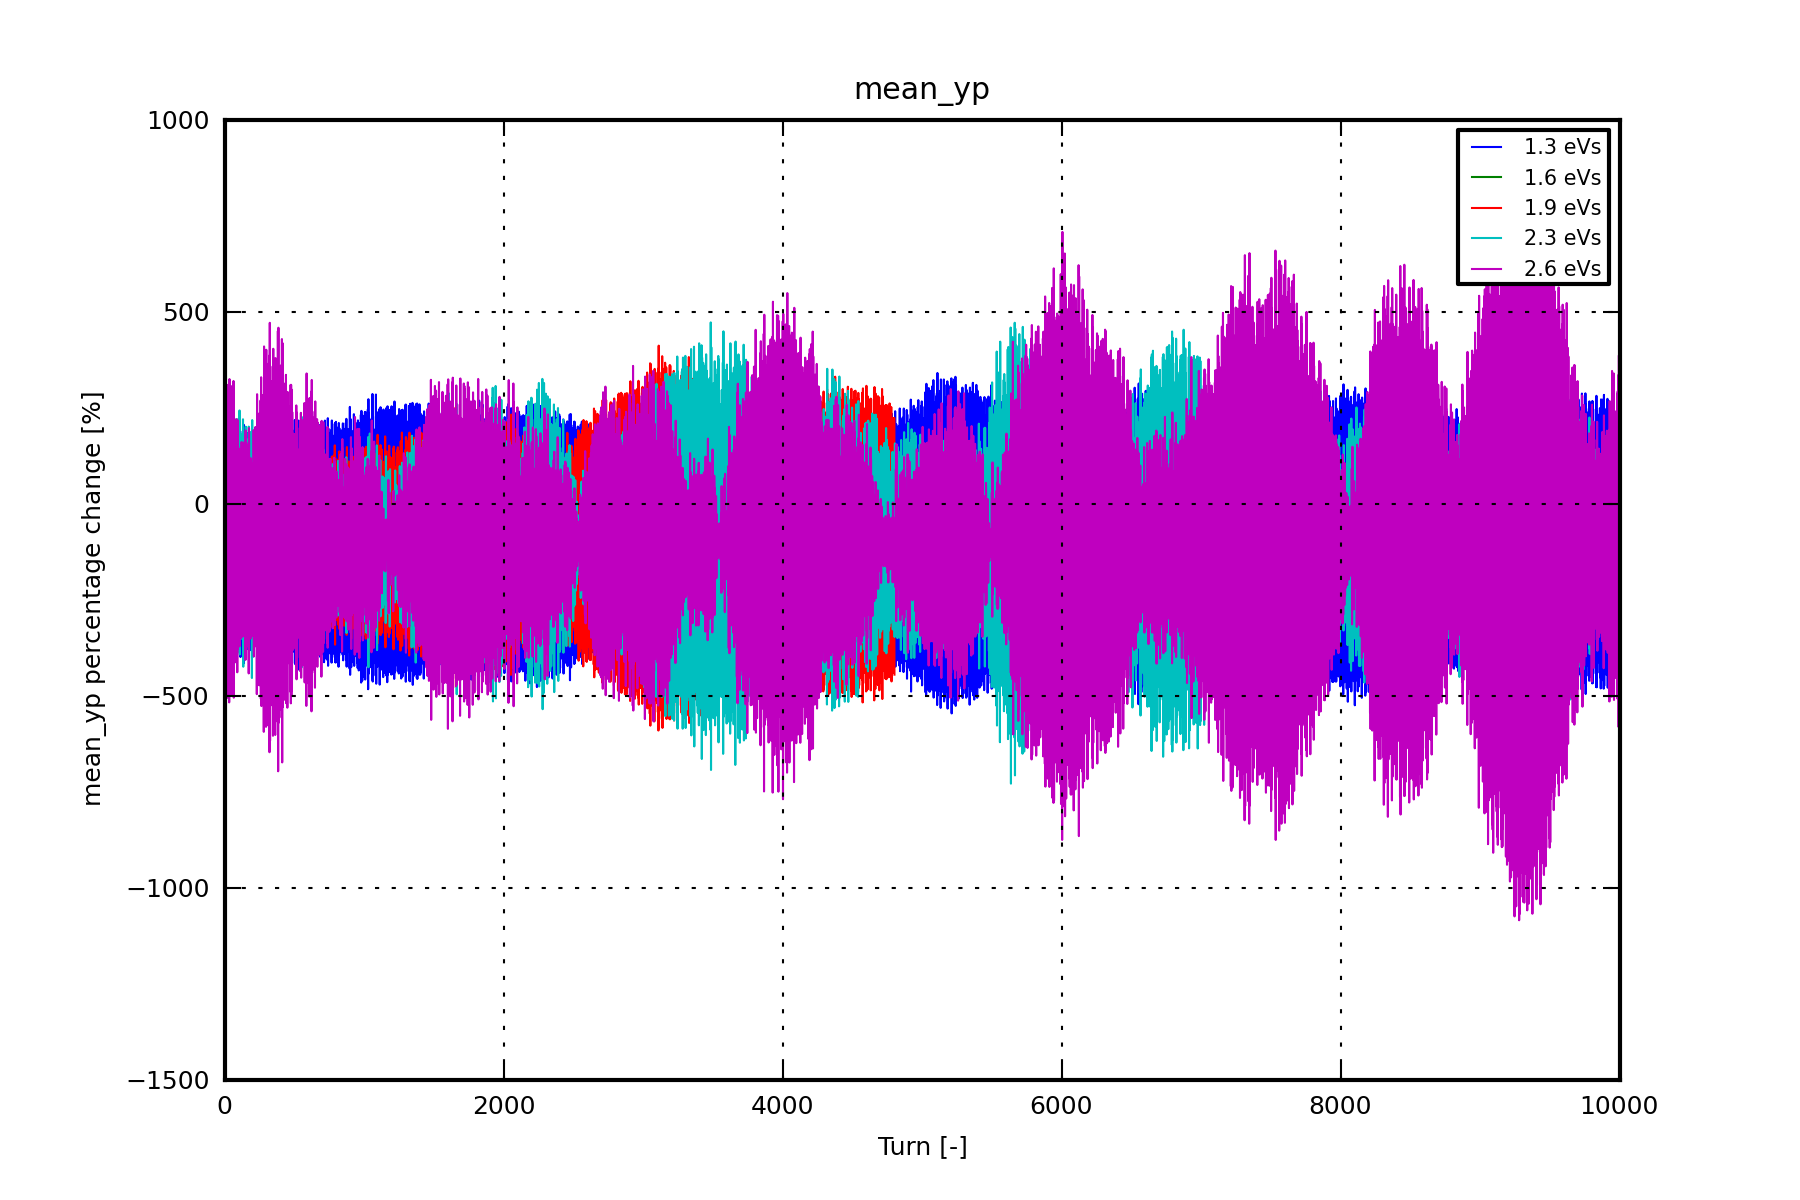 mean_yp
1000
500
0
−500
−1000
−1500
mean_yp percentage change [%]
1.3 eVs
1.6 eVs
1.9 eVs
2.3 eVs
2.6 eVs
0 2000 4000 6000 8000 10000
Turn [-]